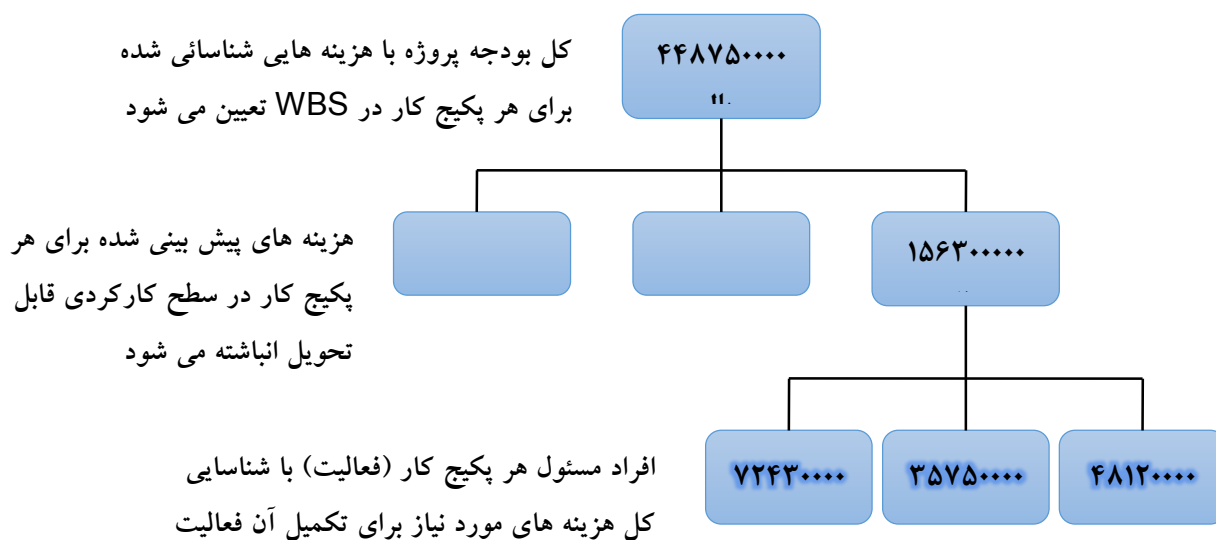 ۴۴۸۷۵۰۰۰۰
کل بودجه پروژه با هزینه هایی شناسائی شده
برای هر پکیج کار در WBS تعیین می شود
۱۵۶۳۰۰۰۰۰
هزینه های پیش بینی شده برای هر
پکیج کار در سطح کارکردی قابل
تحویل انباشته می شود
۴۸۱۲۰۰۰۰
۳۵۷۵۰۰۰۰
۷۲۴۳۰۰۰۰
افراد مسئول هر پکیج کار (فعالیت) با شناسایی
کل هزینه های مورد نیاز برای تکمیل آن فعالیت